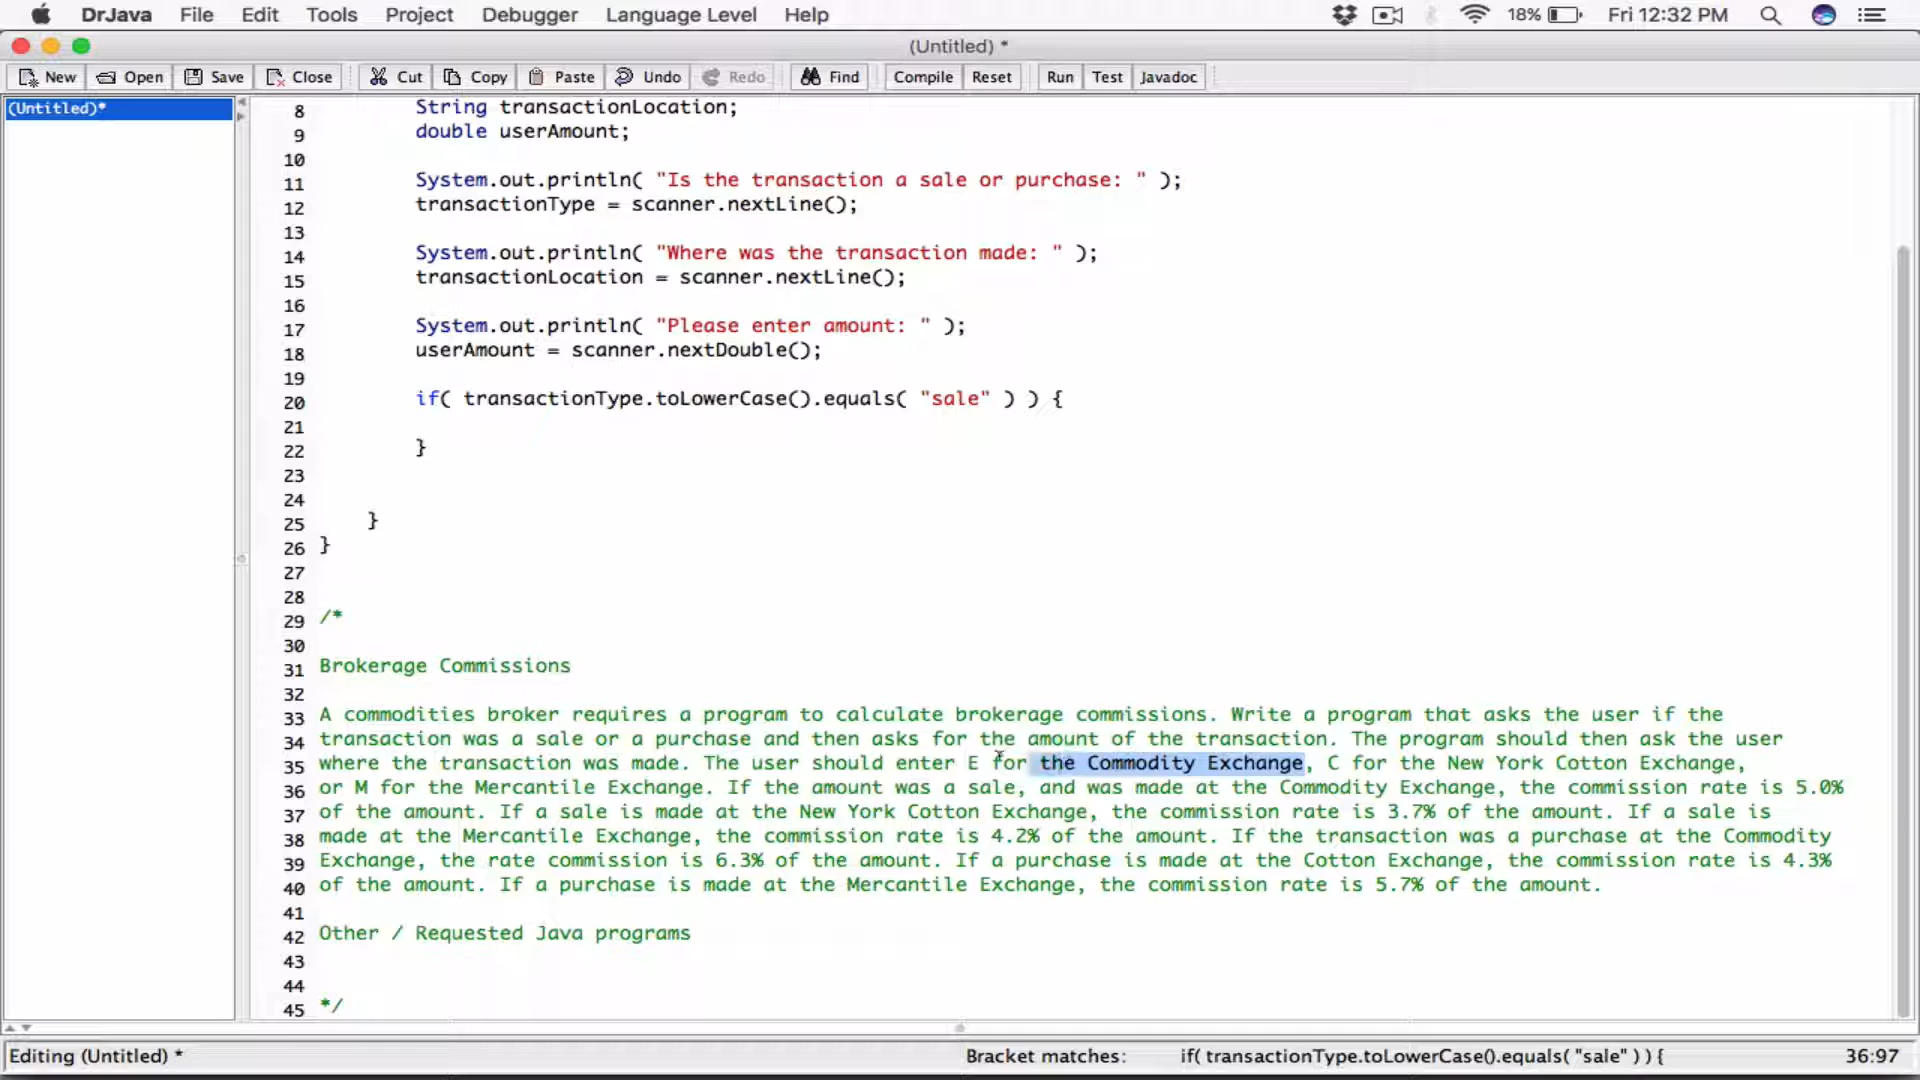 DrJava File Edit Tools Project Debugger Language Level Help 18% Fri 12:32 PM
(Untitled) *
New Open Save Close Cut Copy Paste Undo Redo Find Compile Reset Run Test Javadoc
(Untitled)*
8 String transactionLocation;
9 double userAmount;
10
11 System.out.println( "Is the transaction a sale or purchase: " );
12 transactionType = scanner.nextLine();
13
14 System.out.println( "Where was the transaction made: " );
15 transactionLocation = scanner.nextLine();
16
17 System.out.println( "Please enter amount: " );
18 userAmount = scanner.nextDouble();
19
20 if( transactionType.toLowerCase().equals( "sale" ) ) {
21
22 }
23
24
25 }
26 }
27
28
29 /*
30
31 Brokerage Commissions
32
33 A commodities broker requires a program to calculate brokerage commissions. Write a program that asks the user if the
34 transaction was a sale or a purchase and then asks for the amount of the transaction. The program should then ask the user
35 where the transaction was made. The user should enter E for the Commodity Exchange, C for the New York Cotton Exchange,
36 or M for the Mercantile Exchange. If the amount was a sale, and was made at the Commodity Exchange, the commission rate is 5.0%
37 of the amount. If a sale is made at the New York Cotton Exchange, the commission rate is 3.7% of the amount. If a sale is
38 made at the Mercantile Exchange, the commission rate is 4.2% of the amount. If the transaction was a purchase at the Commodity
39 Exchange, the rate commission is 6.3% of the amount. If a purchase is made at the Cotton Exchange, the commission rate is 4.3%
40 of the amount. If a purchase is made at the Mercantile Exchange, the commission rate is 5.7% of the amount.
41
42 Other / Requested Java programs
43
44
45 */
Editing (Untitled) * Bracket matches: if( transactionType.toLowerCase().equals( "sale" ) ) { 36:97